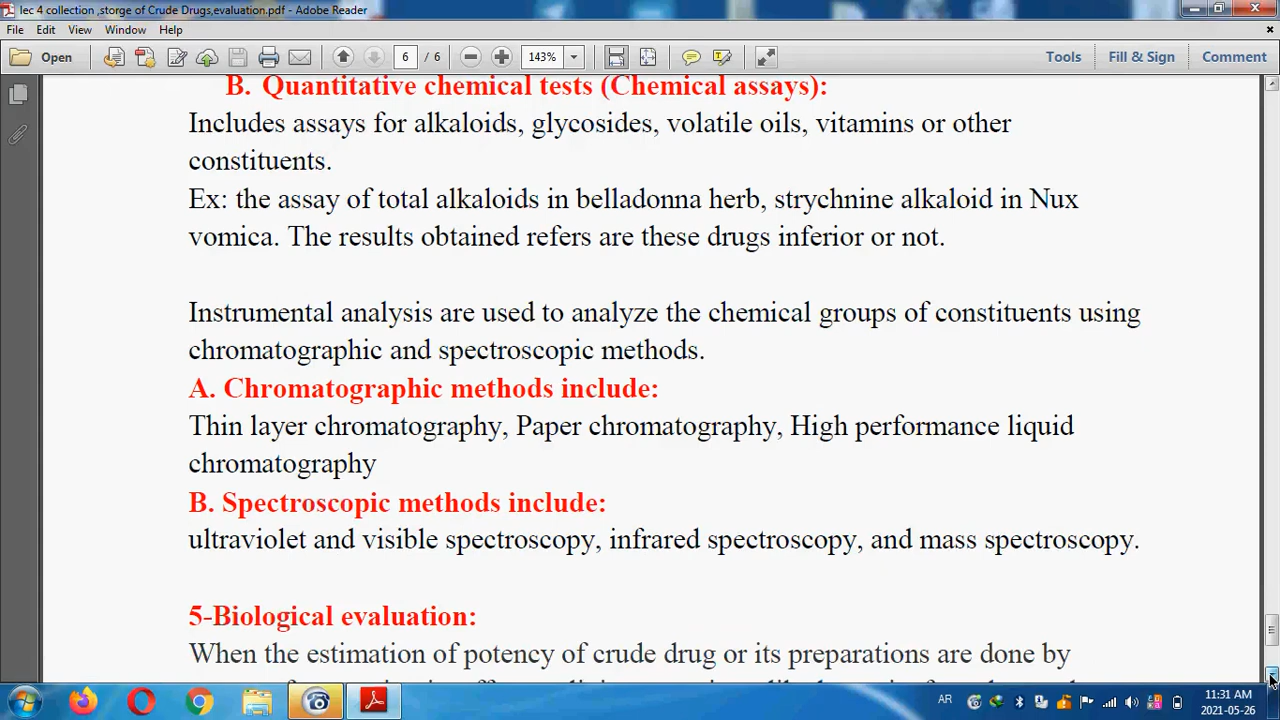 lec 4 collection ,storge of Crude Drugs,evaluation.pdf - Adobe Reader
File Edit View Window Help
Open 6 / 6 143% Tools Fill & Sign Comment
B. Quantitative chemical tests (Chemical assays):
Includes assays for alkaloids, glycosides, volatile oils, vitamins or other
constituents.
Ex: the assay of total alkaloids in belladonna herb, strychnine alkaloid in Nux
vomica. The results obtained refers are these drugs inferior or not.
Instrumental analysis are used to analyze the chemical groups of constituents using
chromatographic and spectroscopic methods.
A. Chromatographic methods include:
Thin layer chromatography, Paper chromatography, High performance liquid
chromatography
B. Spectroscopic methods include:
ultraviolet and visible spectroscopy, infrared spectroscopy, and mass spectroscopy.
5-Biological evaluation:
When the estimation of potency of crude drug or its preparations are done by
AR 11:31 AM
2021-05-26